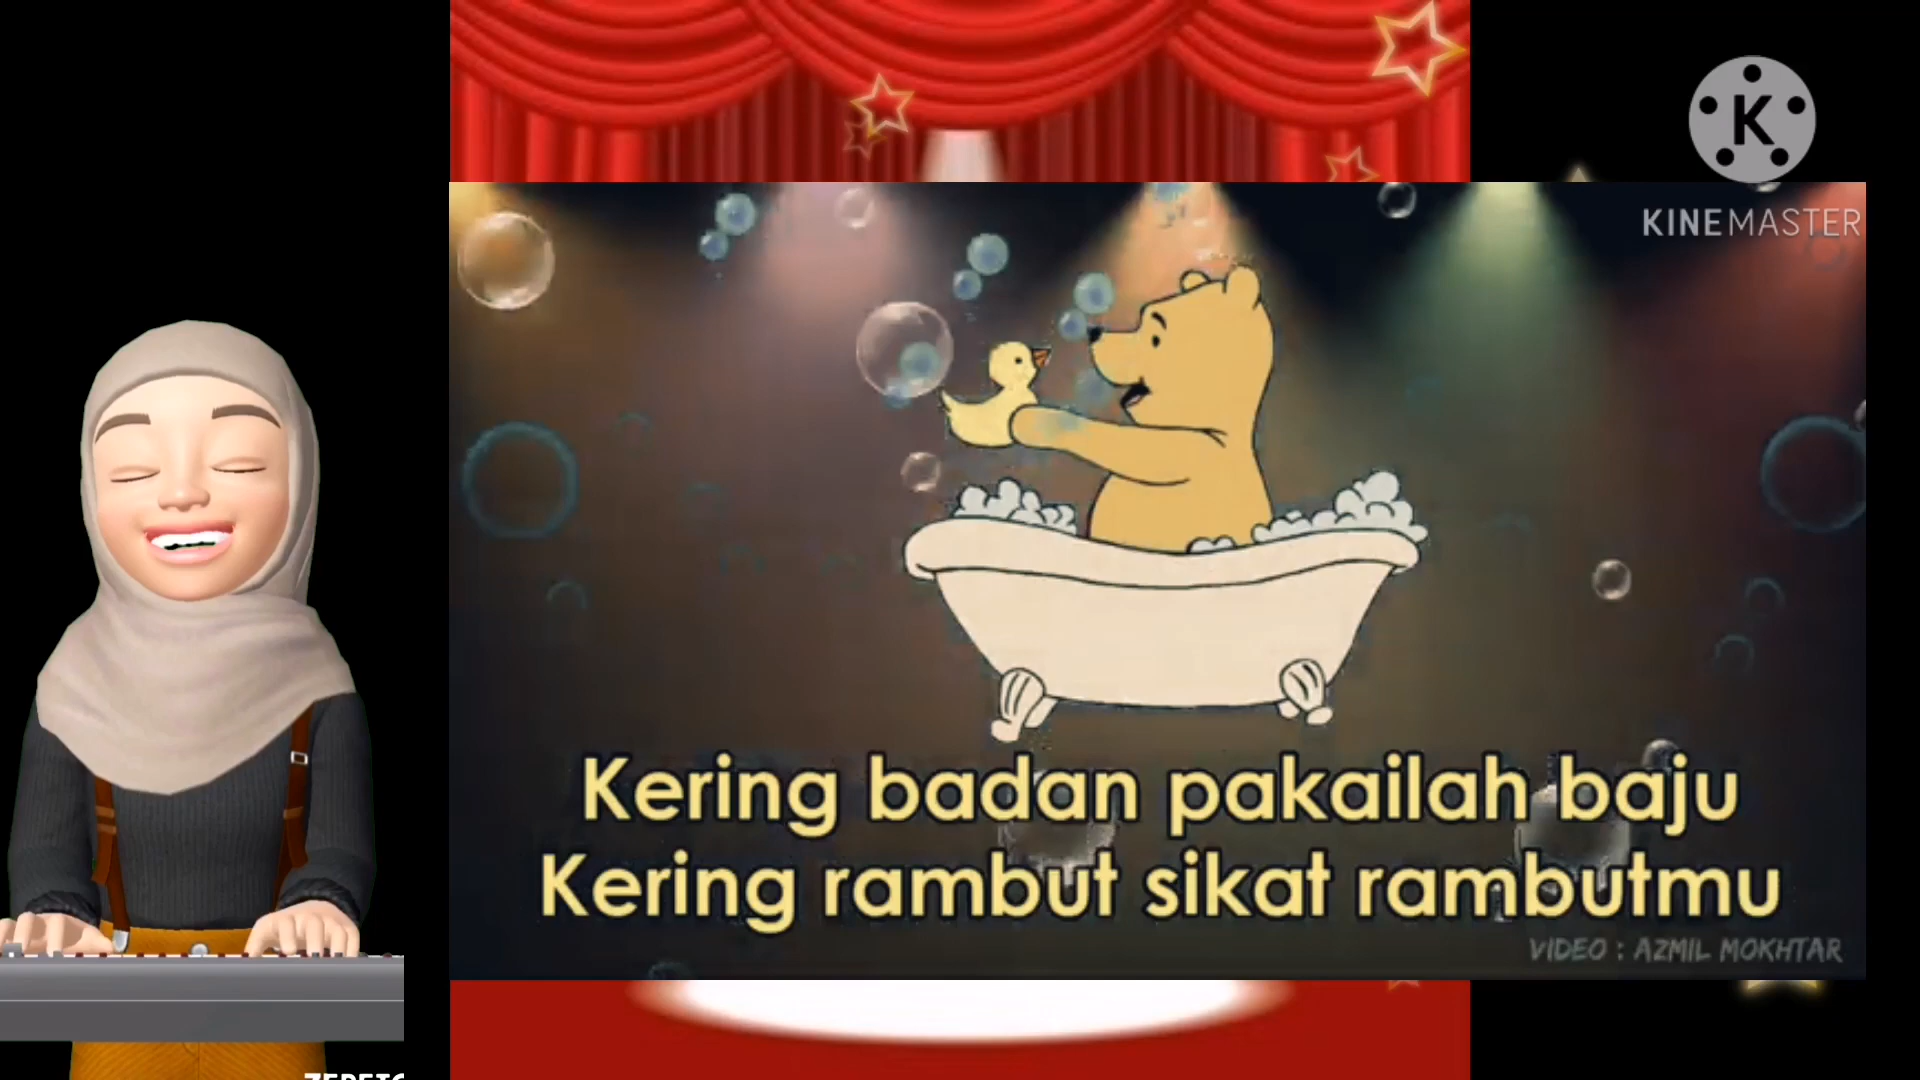 K
KINEMASTER
Kering badan pakailah baju
Kering rambut sikat rambutmu
VIDEO : AZMIL MOKHTAR